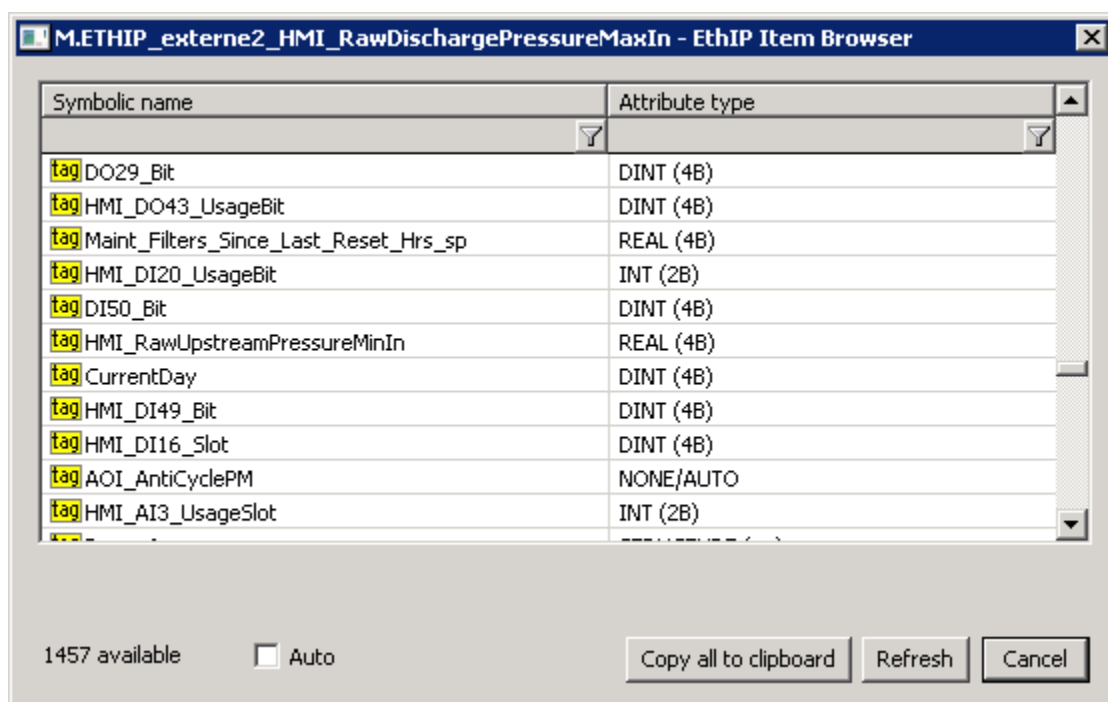 M.ETHIP_externe2_HMI_RawDischargePressureMaxIn - EthIP Item Browser
Symbolic name Attribute type
tag DO29_Bit DINT (4B)
tag HMI_DO43_UsageBit DINT (4B)
tag Maint_Filters_Since_Last_Reset_Hrs_sp REAL (4B)
tag HMI_DI20_UsageBit INT (2B)
tag DI50_Bit DINT (4B)
tag HMI_RawUpstreamPressureMinIn REAL (4B)
tag CurrentDay DINT (4B)
tag HMI_DI49_Bit DINT (4B)
tag HMI_DI16_Slot DINT (4B)
tag AOI_AntiCyclePM NONE/AUTO
tag HMI_AI3_UsageSlot INT (2B)
1457 available Auto Copy all to clipboard Refresh Cancel